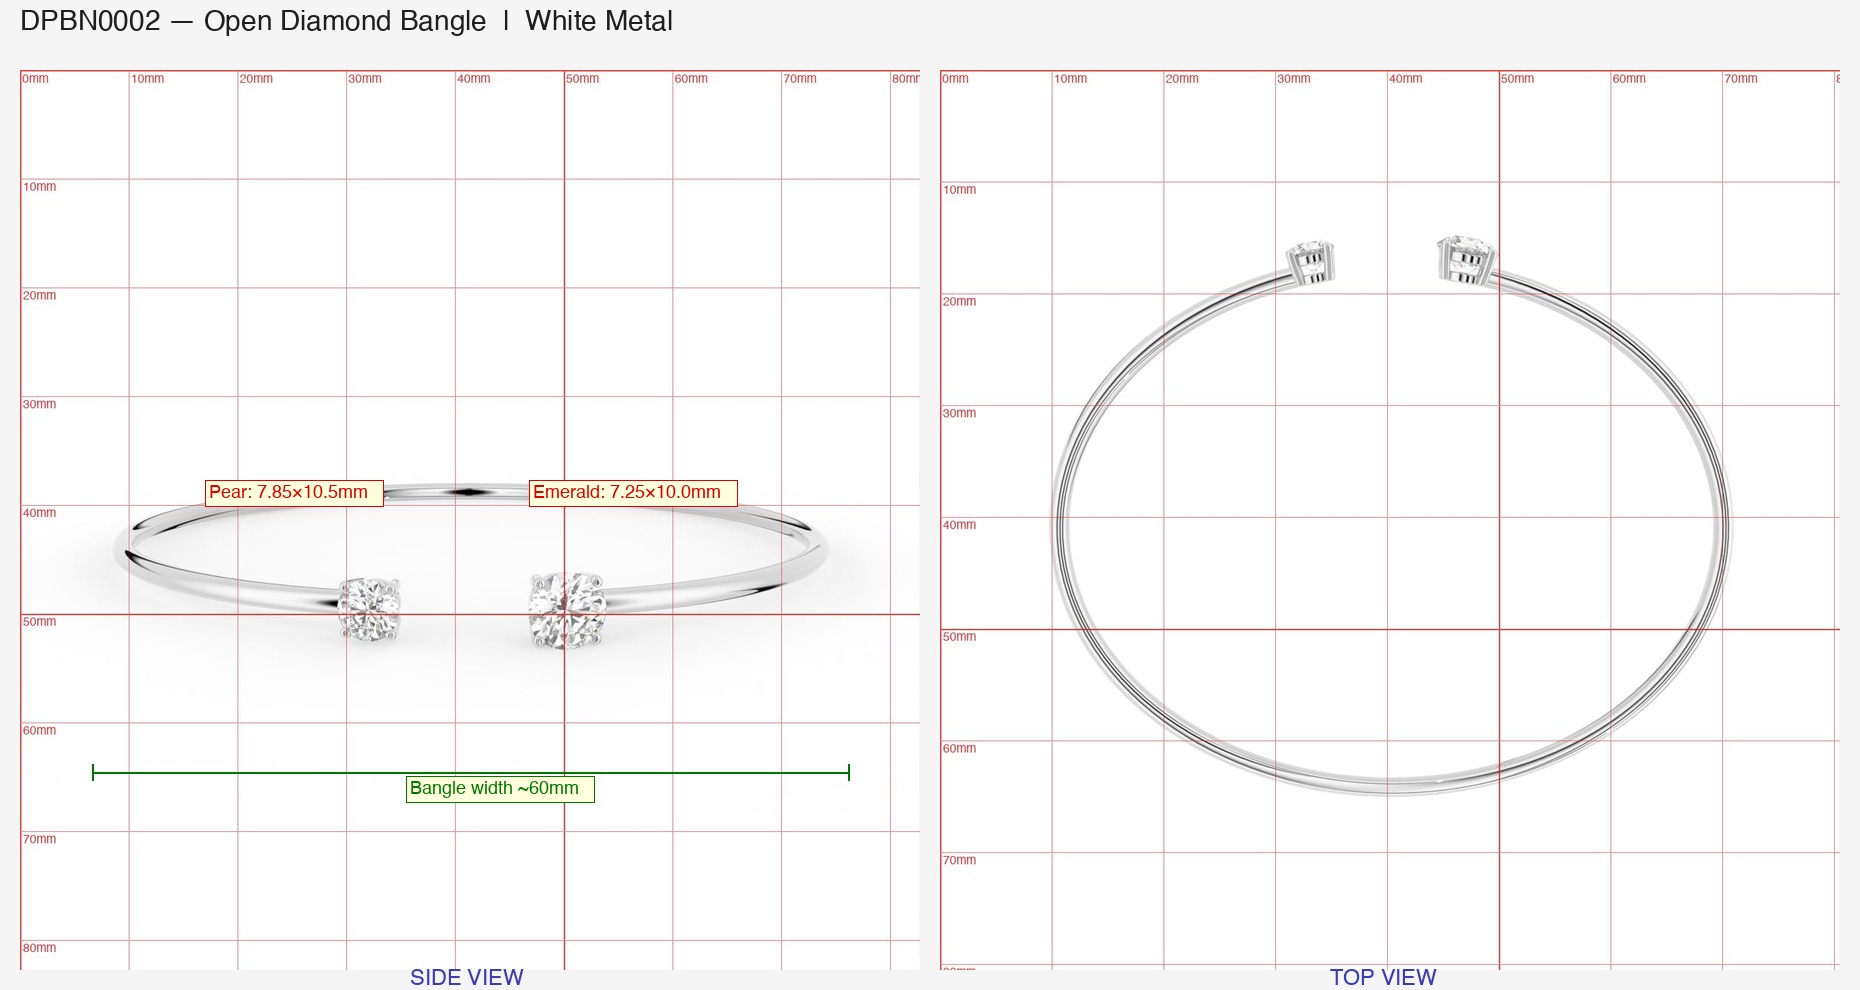 DPBN0002 — Open Diamond Bangle | White Metal
0mm 10mm 20mm 30mm 40mm 50mm 60mm 70mm 80mm
10mm
20mm
30mm
Pear: 7.85×10.5mm
Emerald: 7.25×10.0mm
40mm
50mm
60mm
Bangle width ~60mm
70mm
80mm
SIDE VIEW
0mm 10mm 20mm 30mm 40mm 50mm 60mm 70mm
10mm
20mm
30mm
40mm
50mm
60mm
70mm
TOP VIEW